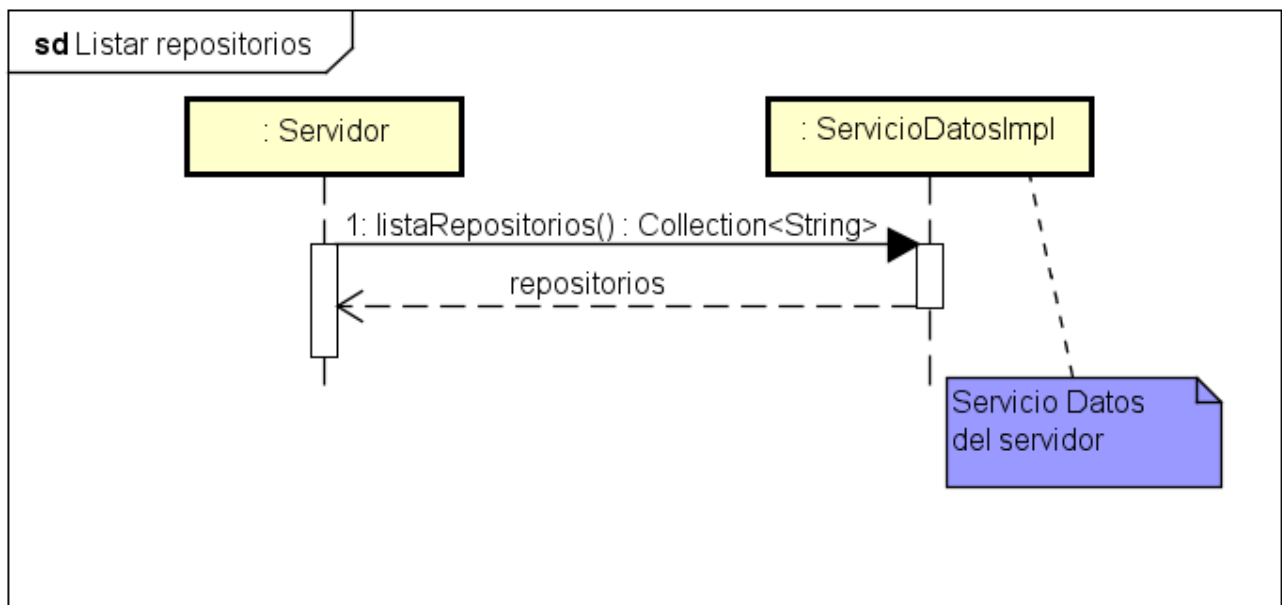 sd Listar repositorios
: Servidor
: ServicioDatosImpl
1: listaRepositorios() : Collection<String>
repositorios
Servicio Datos
del servidor